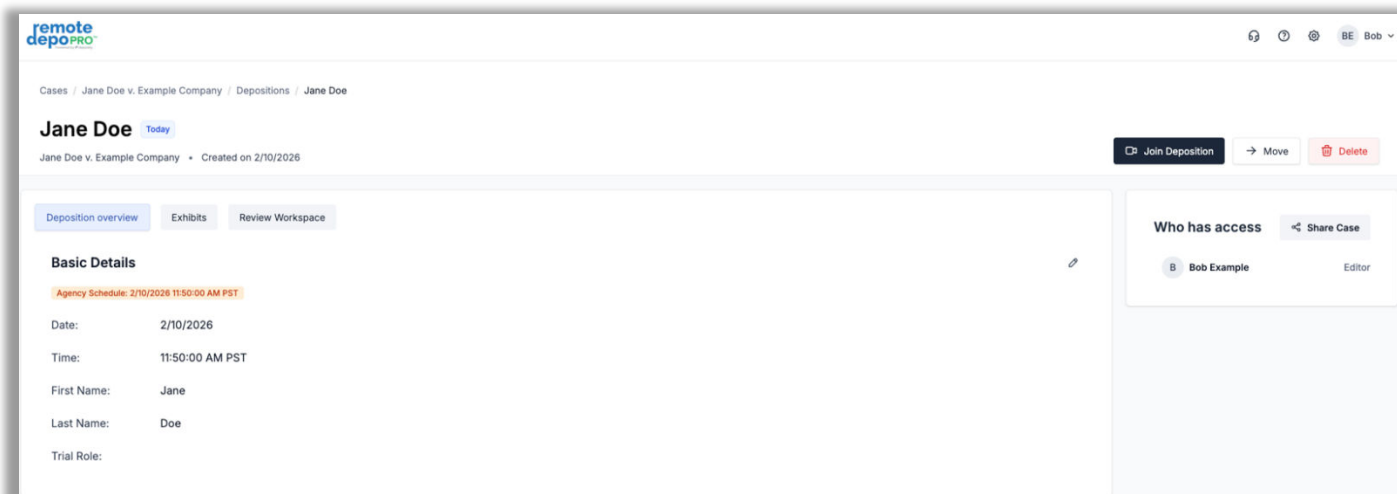 remote
depoPRO
BE Bob
Cases / Jane Doe v. Example Company / Depositions / Jane Doe
Jane Doe Today
Jane Doe v. Example Company • Created on 2/10/2026
Join Deposition → Move Delete
Deposition overview Exhibits Review Workspace
Who has access Share Case
Basic Details
B Bob Example Editor
Agency Schedule: 2/10/2026 11:50:00 AM PST
Date: 2/10/2026
Time: 11:50:00 AM PST
First Name: Jane
Last Name: Doe
Trial Role: